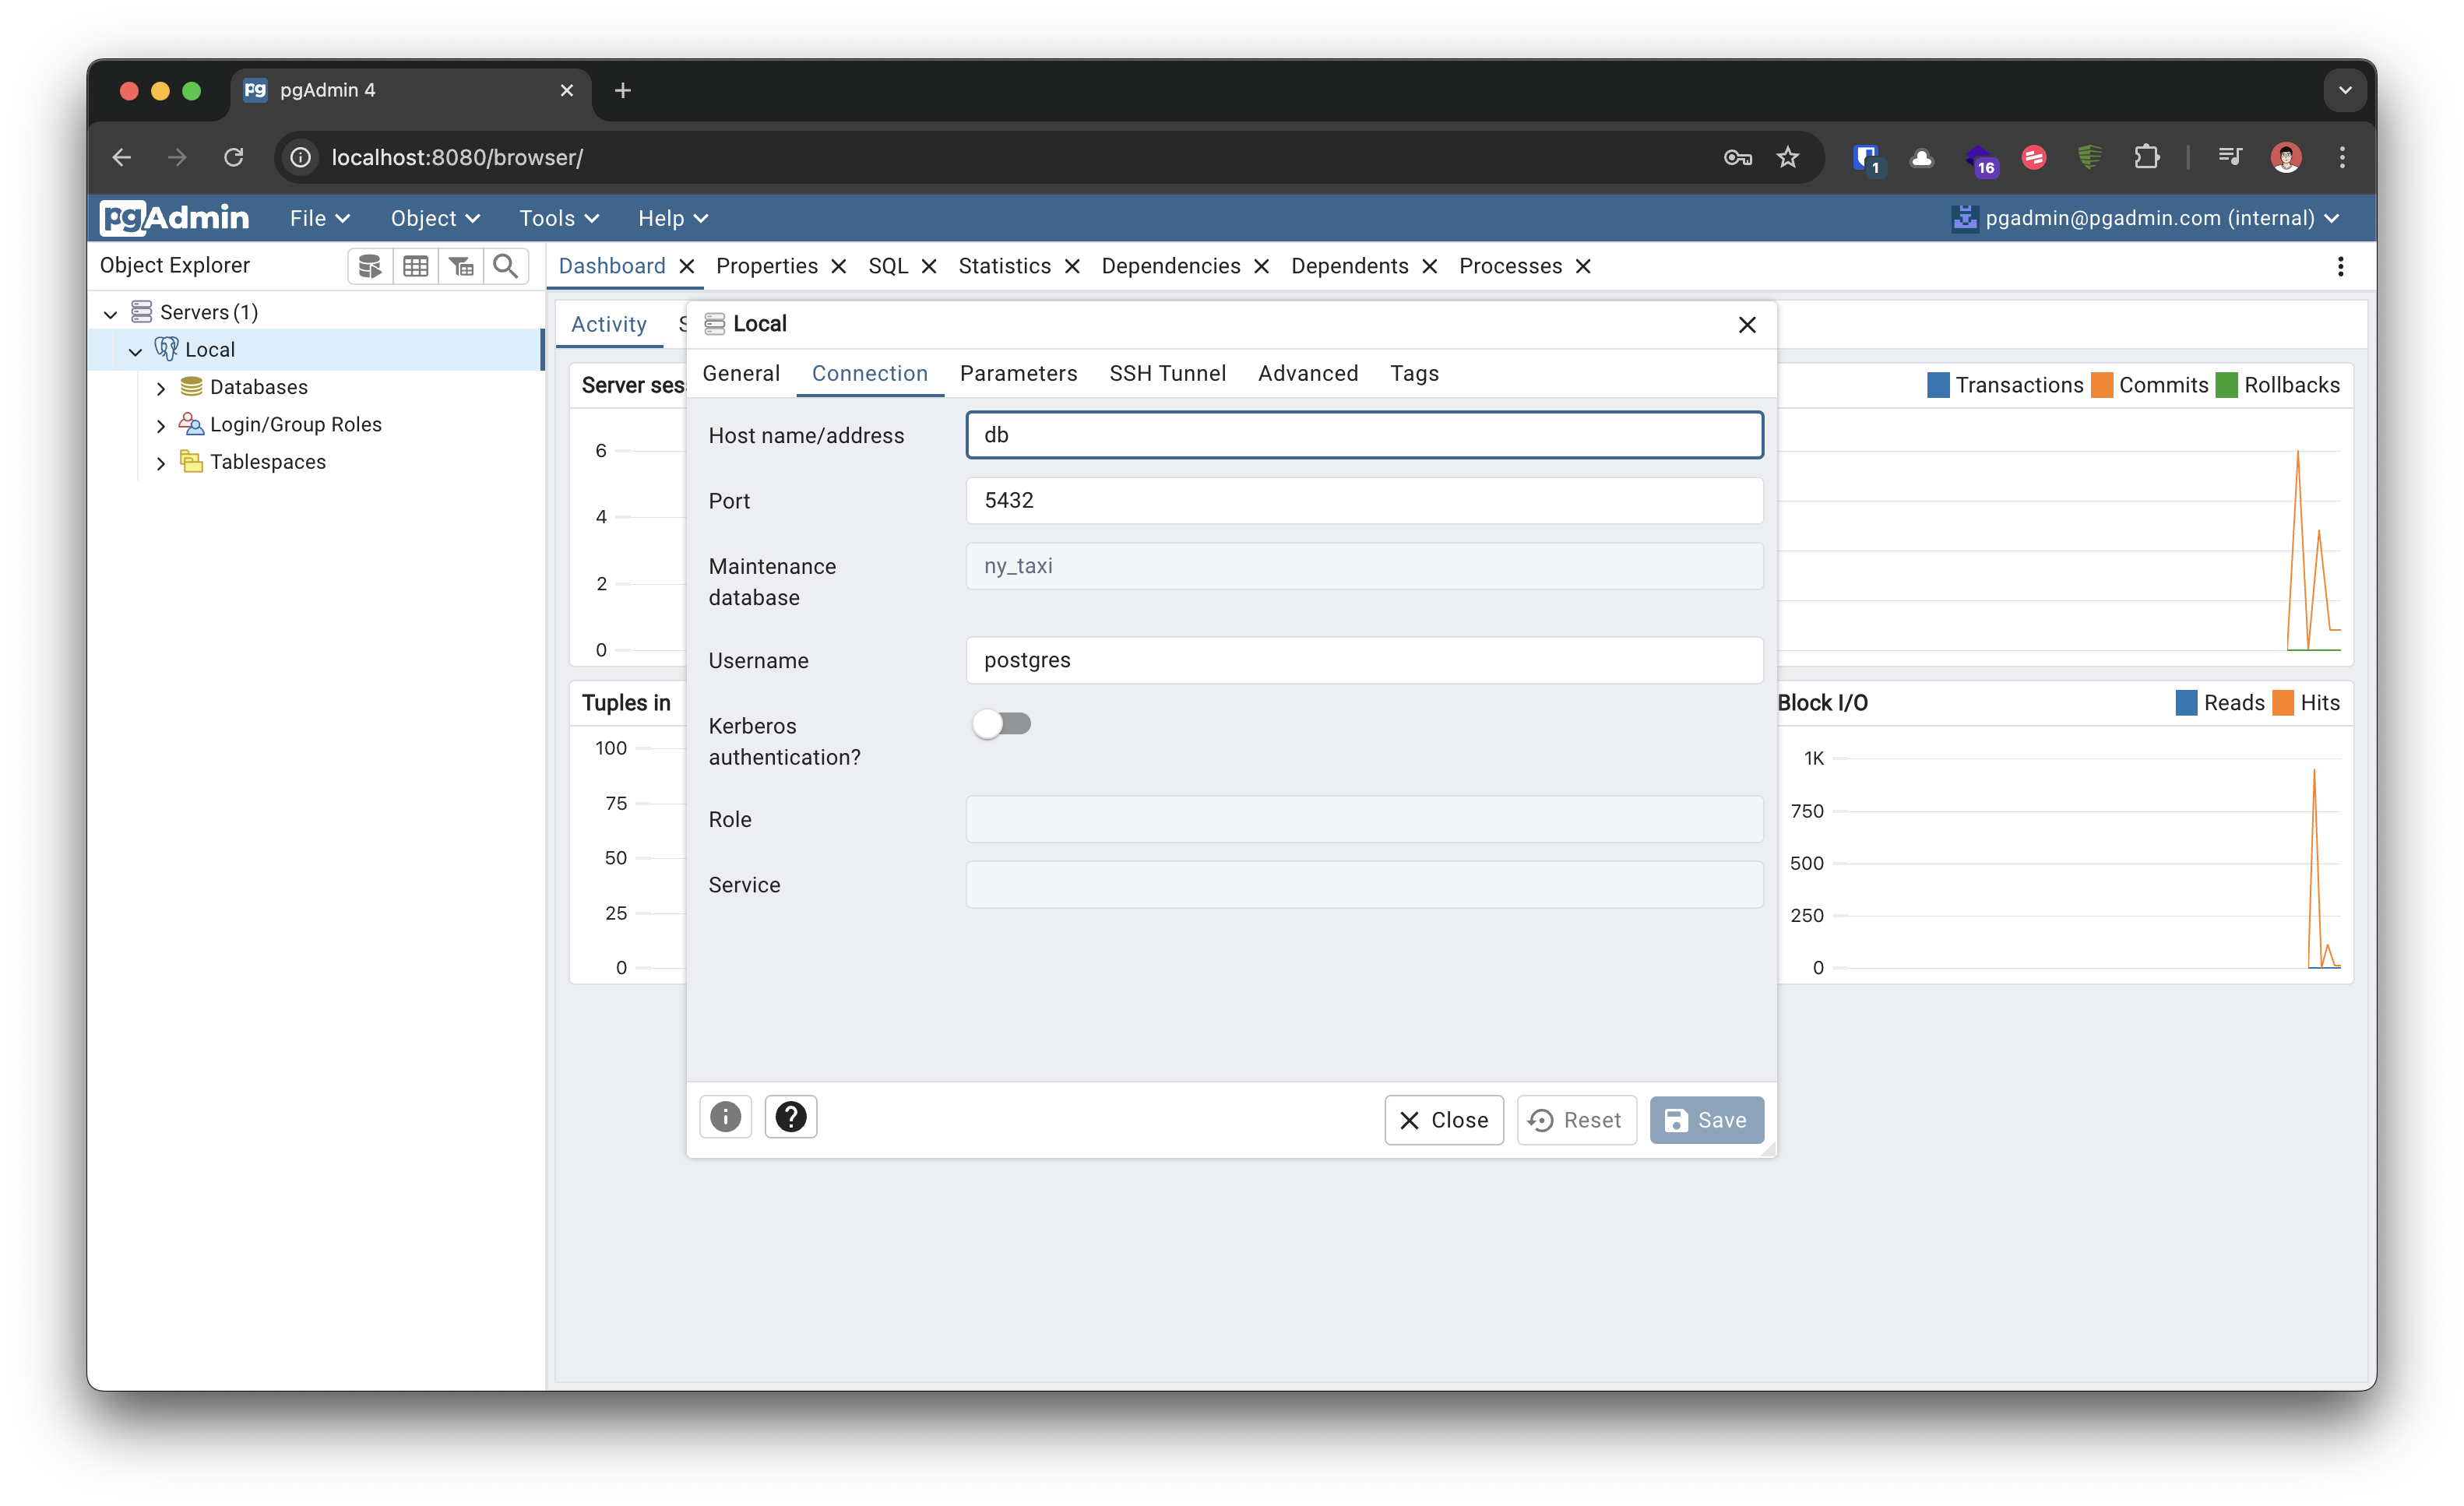 pg pgAdmin 4
localhost:8080/browser/
1
16
pgAdmin File Object Tools Help pgadmin@pgadmin.com (internal)
Object Explorer
Dashboard Properties SQL Statistics Dependencies Dependents Processes
Servers (1)
Local
Databases
Login/Group Roles
Tablespaces
Activity
Local
General Connection Parameters SSH Tunnel Advanced Tags
Host name/address db
Port 5432
Maintenance
database
ny_taxi
Username postgres
Kerberos
authentication?
Role
Service
Close Reset Save
Server
6
4
2
0
Transactions Commits Rollbacks
Tuples in
100
75
50
25
0
Block I/O Reads Hits
1K
750
500
250
0